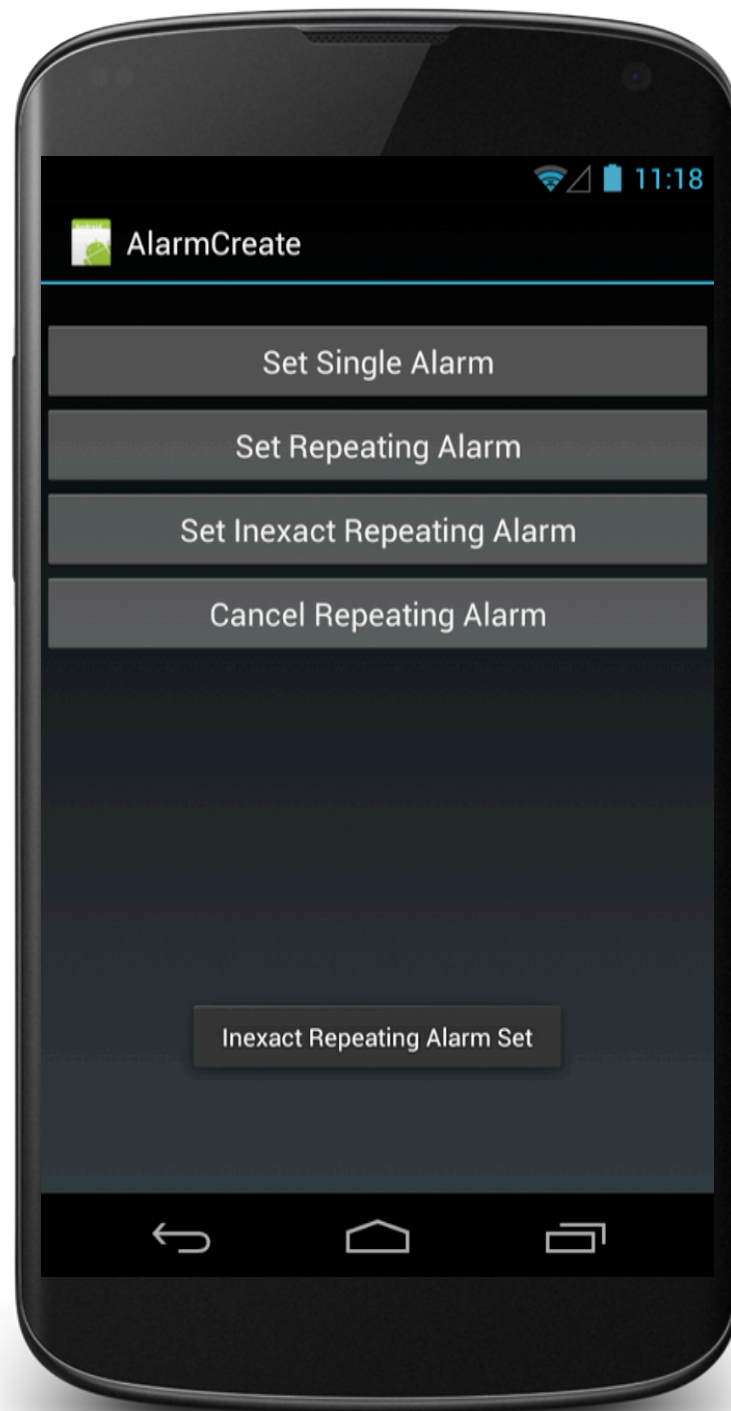 11:18
AlarmCreate
Set Single Alarm
Set Repeating Alarm
Set Inexact Repeating Alarm
Cancel Repeating Alarm
Inexact Repeating Alarm Set